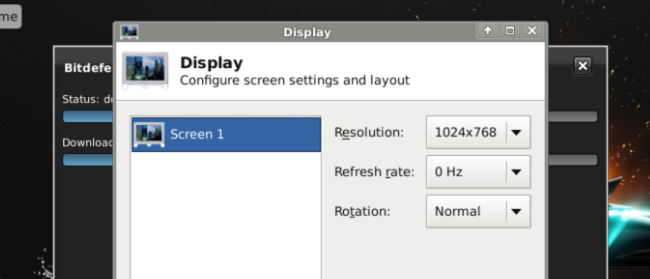 me
Display
Bitdefe
Display
Configure screen settings and layout
Status: d
Screen 1
Resolution:
1024x768
Download
Refresh rate:
0 Hz
Rotation:
Normal